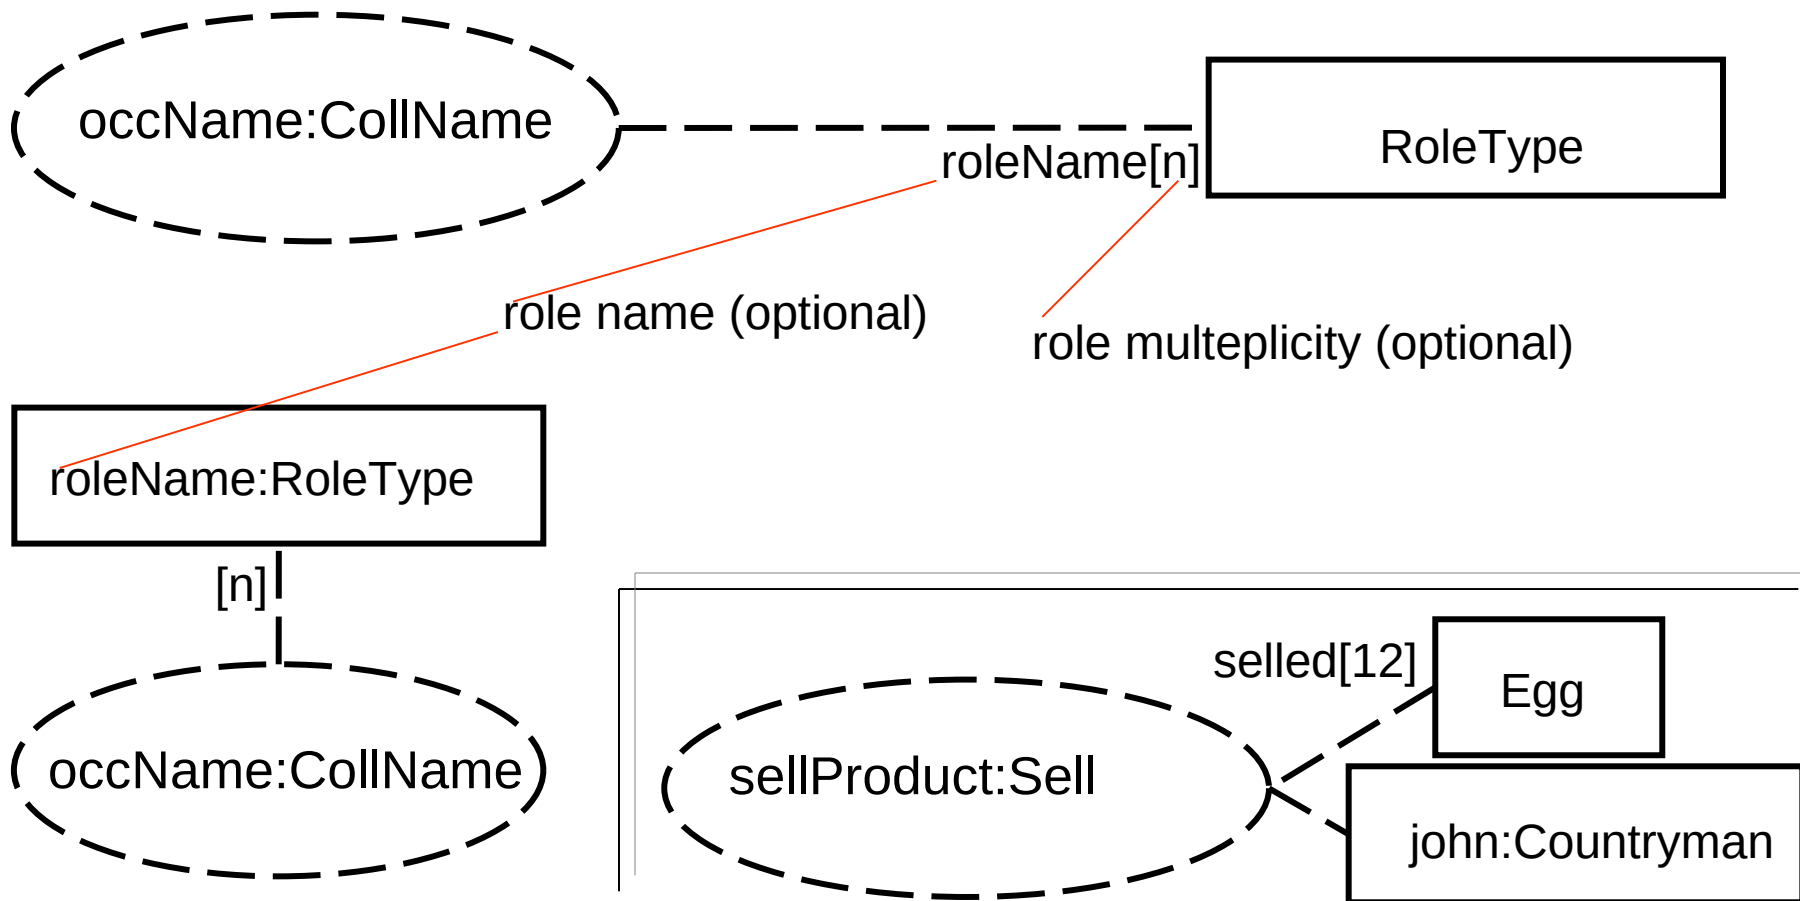 occName:CollName
RoleType
roleName[n]
role name (optional)
role multeplicity (optional)
roleName:RoleType
[n]
occName:CollName
selled[12]
Egg
sellProduct:Sell
john:Countryman